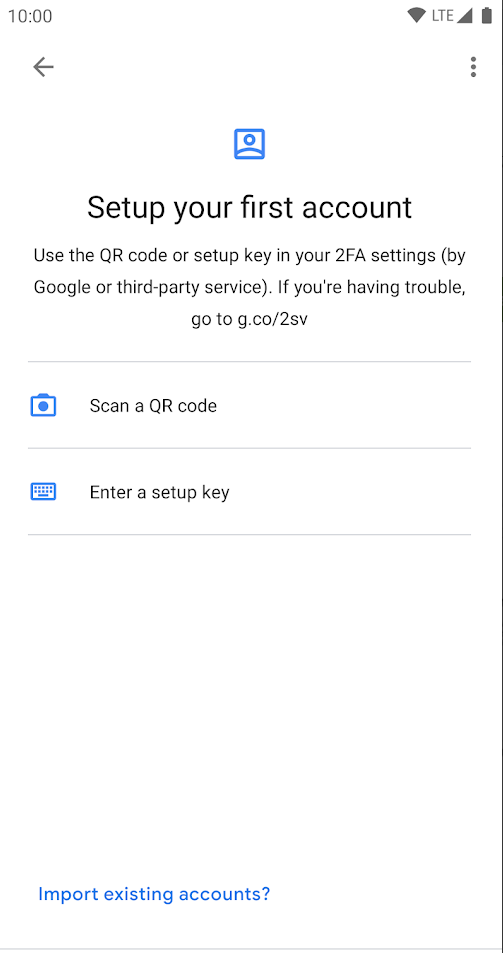 10:00
LTE
Setup your first account
Use the QR code or setup key in your 2FA settings (by
Google or third-party service). If you're having trouble,
go to g.co/2sv
Scan a QR code
Enter a setup key
Import existing accounts?